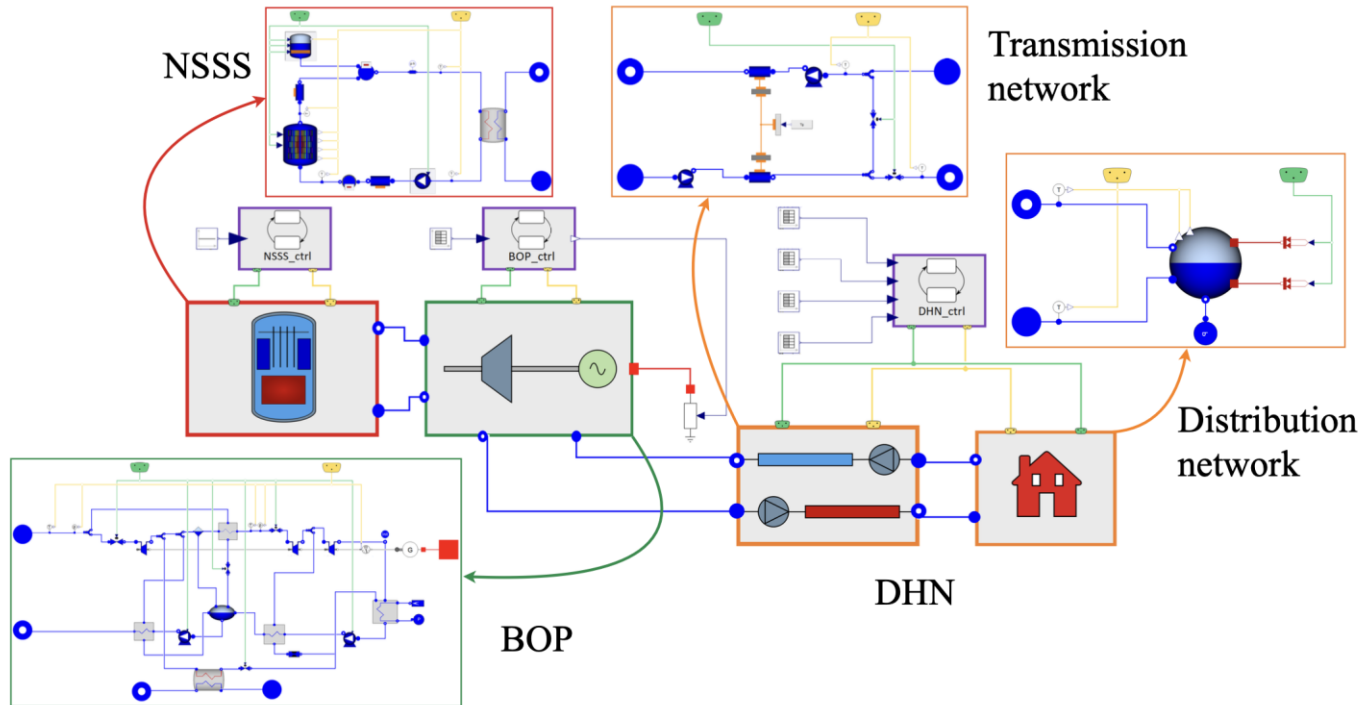 NSSS
Transmission
network
T
T
NSSS_ctrl
BOP_ctrl
DHN_ctrl
Distribution
network
G
DHN
BOP